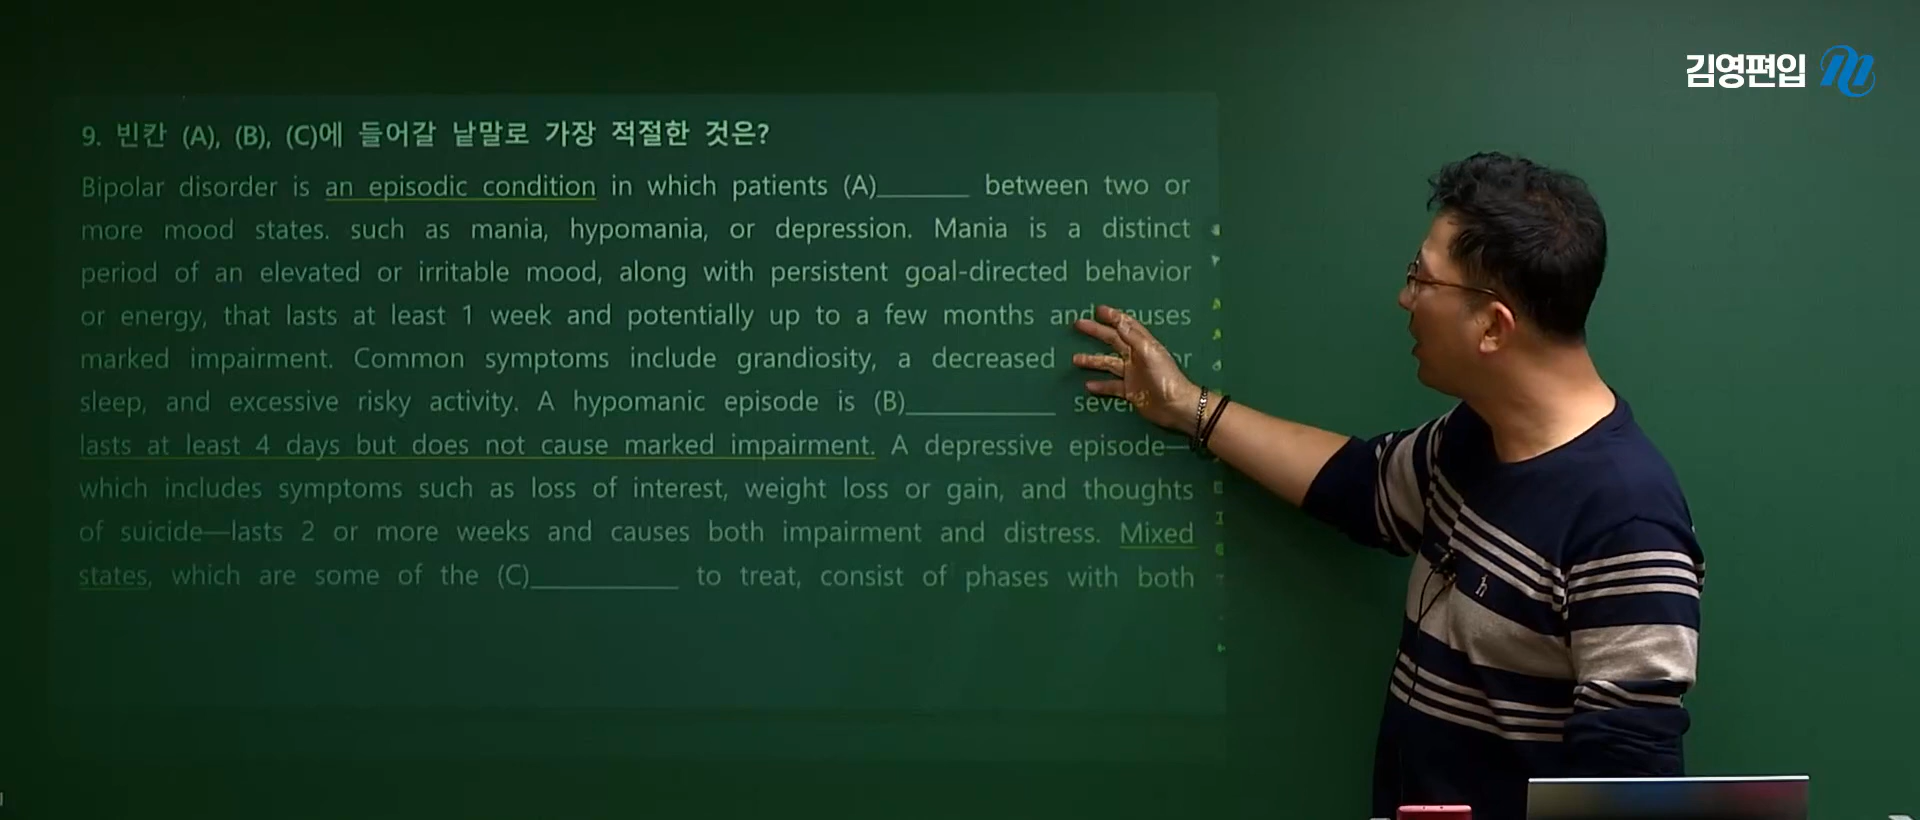 김영편입
9. 빈칸 (A), (B), (C)에 들어갈 낱말로 가장 적절한 것은?
Bipolar disorder is an episodic condition in which patients (A)_______ between two or
more mood states. such as mania, hypomania, or depression. Mania is a distinct
period of an elevated or irritable mood, along with persistent goal-directed behavior
or energy, that lasts at least 1 week and potentially up to a few months and causes
marked impairment. Common symptoms include grandiosity, a decreased
sleep, and excessive risky activity. A hypomanic episode is (B)___________
lasts at least 4 days but does not cause marked impairment. A depressive episode—
which includes symptoms such as loss of interest, weight loss or gain, and thoughts
of suicide—lasts 2 or more weeks and causes both impairment and distress. Mixed
states, which are some of the (C)___________ to treat, consist of phases with both